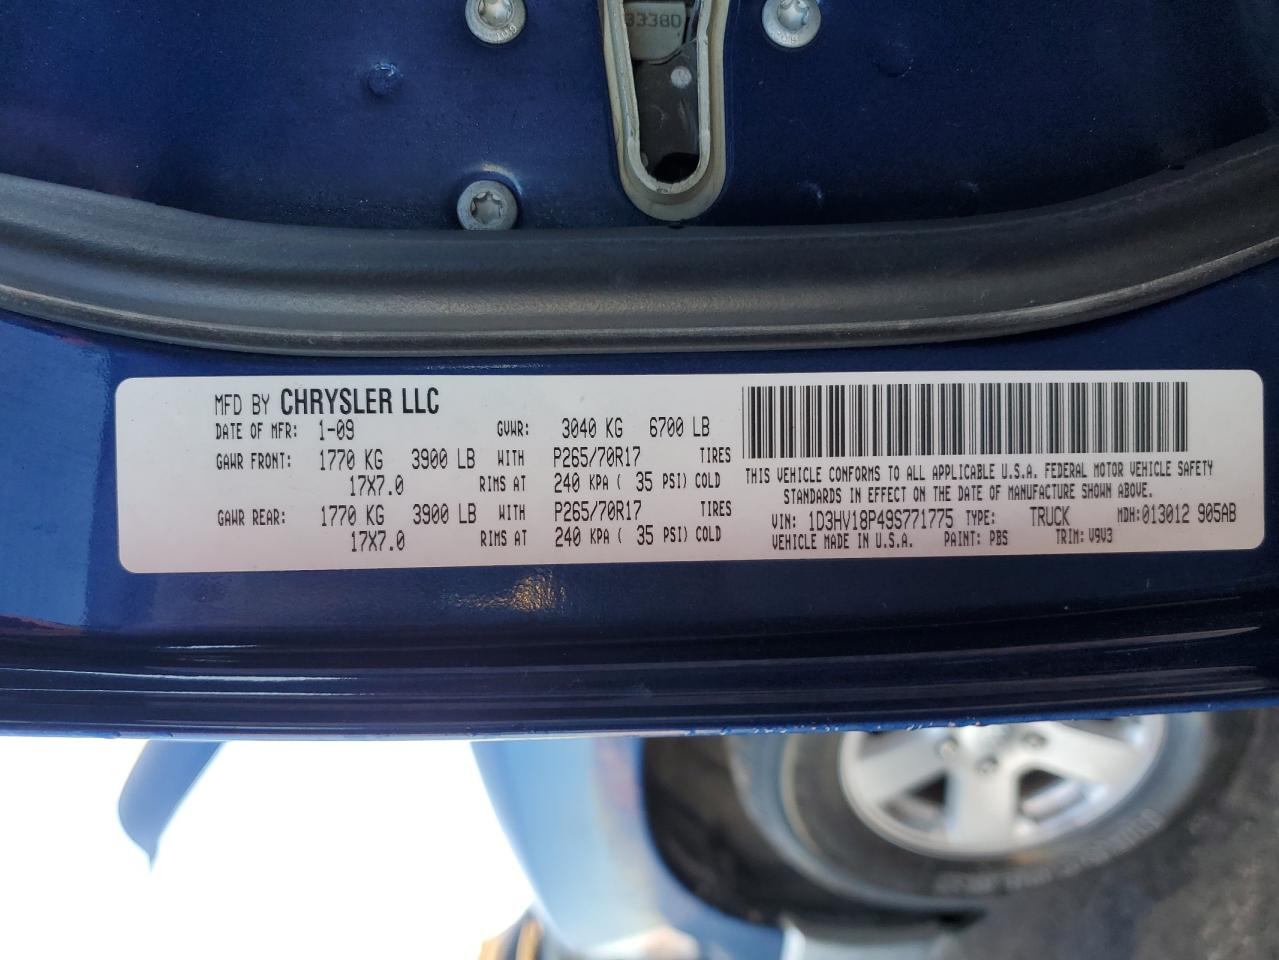 33380
MFD BY CHRYSLER LLC
DATE OF MFR: 1-09 GVWR: 3040 KG 6700 LB
GAWR FRONT: 1770 KG 3900 LB WITH P265/70R17 TIRES
17X7.0 RIMS AT 240 KPA ( 35 PSI) COLD
GAWR REAR: 1770 KG 3900 LB WITH P265/70R17 TIRES
17X7.0 RIMS AT 240 KPA ( 35 PSI) COLD
THIS VEHICLE CONFORMS TO ALL APPLICABLE U.S.A. FEDERAL MOTOR VEHICLE SAFETY
STANDARDS IN EFFECT ON THE DATE OF MANUFACTURE SHOWN ABOVE.
VIN: 1D3HV18P49S771775 TYPE: TRUCK MDH: 013012 905AB
VEHICLE MADE IN U.S.A. PAINT: PBS TRIM: V9V3